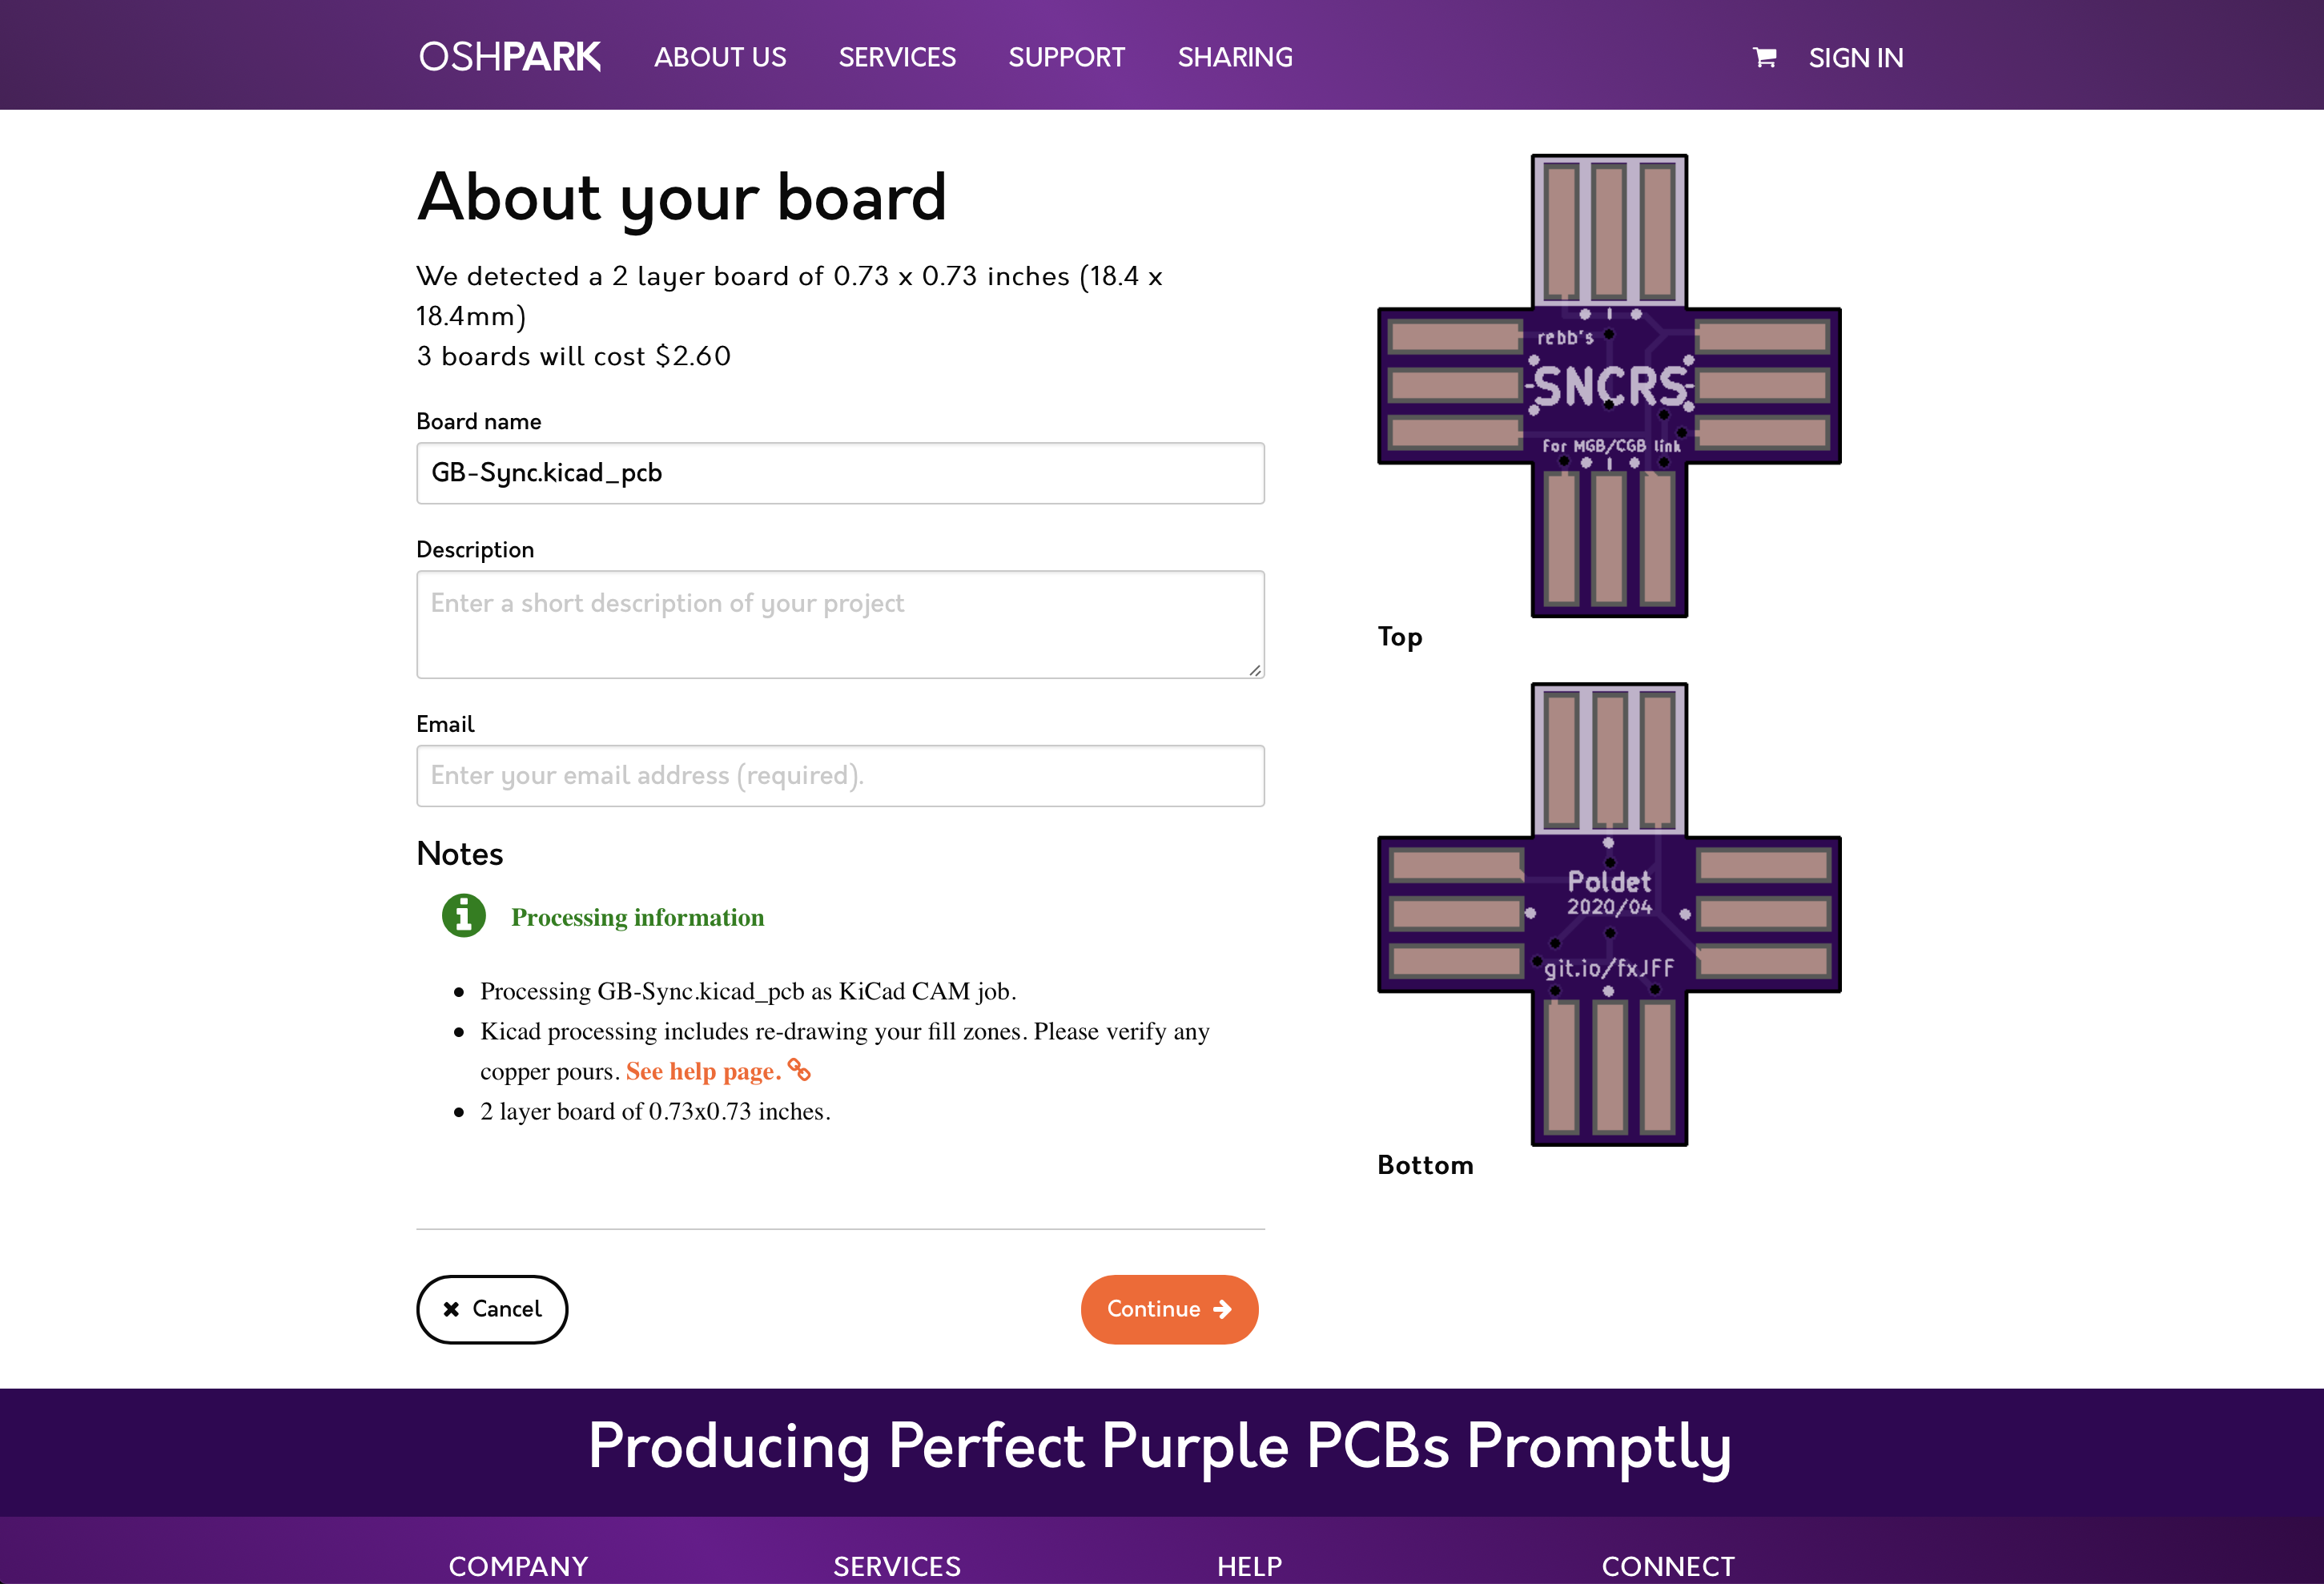 OSHPARK ABOUT US SERVICES SUPPORT SHARING SIGN IN
About your board
We detected a 2 layer board of 0.73 x 0.73 inches (18.4 x
18.4mm)
3 boards will cost $2.60
Board name
GB-Sync.kicad_pcb
Description
Enter a short description of your project
Email
Enter your email address (required).
Notes
Processing information
Processing GB-Sync.kicad_pcb as KiCad CAM job.
Kicad processing includes re-drawing your fill zones. Please verify any
copper pours. See help page.
2 layer board of 0.73x0.73 inches.
Cancel
Continue
rebb's
SNCRS
For MGB/CGB link
Top
Poldet
2020/04
git.io/fxJFF
Bottom
Producing Perfect Purple PCBs Promptly
COMPANY SERVICES HELP CONNECT